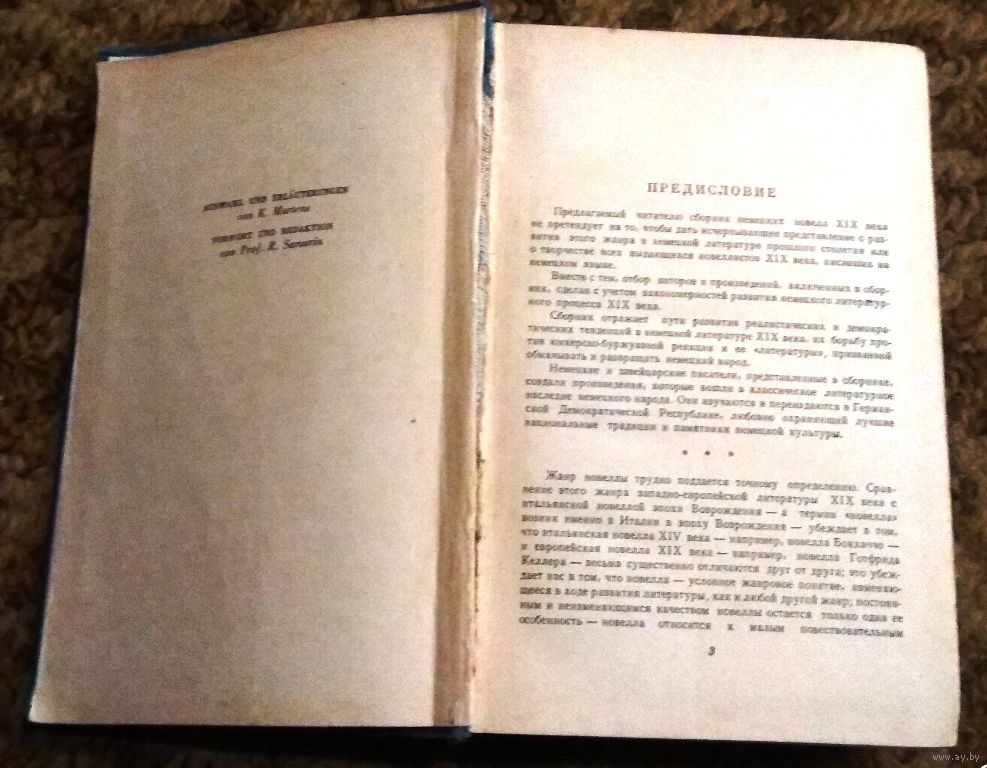 AUSWAHL UND ERLÄUTERUNGEN
von K. Martens
VORWORT UND REDAKTION
von Prof. R. Samarin
ПРЕДИСЛОВИЕ
Предлагаемый читателю сборник немецких новелл XIX века
не претендует на то, чтобы дать исчерпывающее представление о раз-
витии этого жанра в немецкой литературе прошлого столетия или
о творчестве всех выдающихся новеллистов XIX века, писавших на
немецком языке.
Вместе с тем, отбор авторов и произведений, включенных в сбор-
ник, сделан с учетом закономерностей развития немецкого литератур-
ного процесса XIX века.
Сборник отражает пути развития реалистических и демокра-
тических тенденций в немецкой литературе XIX века, их борьбу про-
тив юнкерско-буржуазной реакции и ее «литературы», призванной
обманывать и развращать немецкий народ.
Немецкие и швейцарские писатели, представленные в сборнике,
создали произведения, которые вошли в классическое литературное
наследие немецкого народа. Они изучаются и переиздаются в Герман-
ской Демократической Республике, любовно охраняющей лучшие
национальные традиции и памятники немецкой культуры.
* * *
Жанр новеллы трудно поддается точному определению. Срав-
нение этого жанра западно-европейской литературы XIX века с
итальянской новеллой эпохи Возрождения — а термин «новелла»
возник именно в Италии в эпоху Возрождения — убеждает в том,
что итальянская новелла XIV века — например, новелла Боккаччо —
и европейская новелла XIX века — например, новелла Готфрида
Келлера — весьма существенно отличаются друг от друга; это убеж-
дает нас в том, что новелла — условное жанровое понятие, изменяю-
щееся в ходе развития литературы, как и любой другой жанр; постоян-
ным и неизменяющимся качеством новеллы остается только одна ее
особенность — новелла относится к малым повествовательным
3
www.ay.by